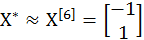 X* ≈ X[6] = [−1
1]